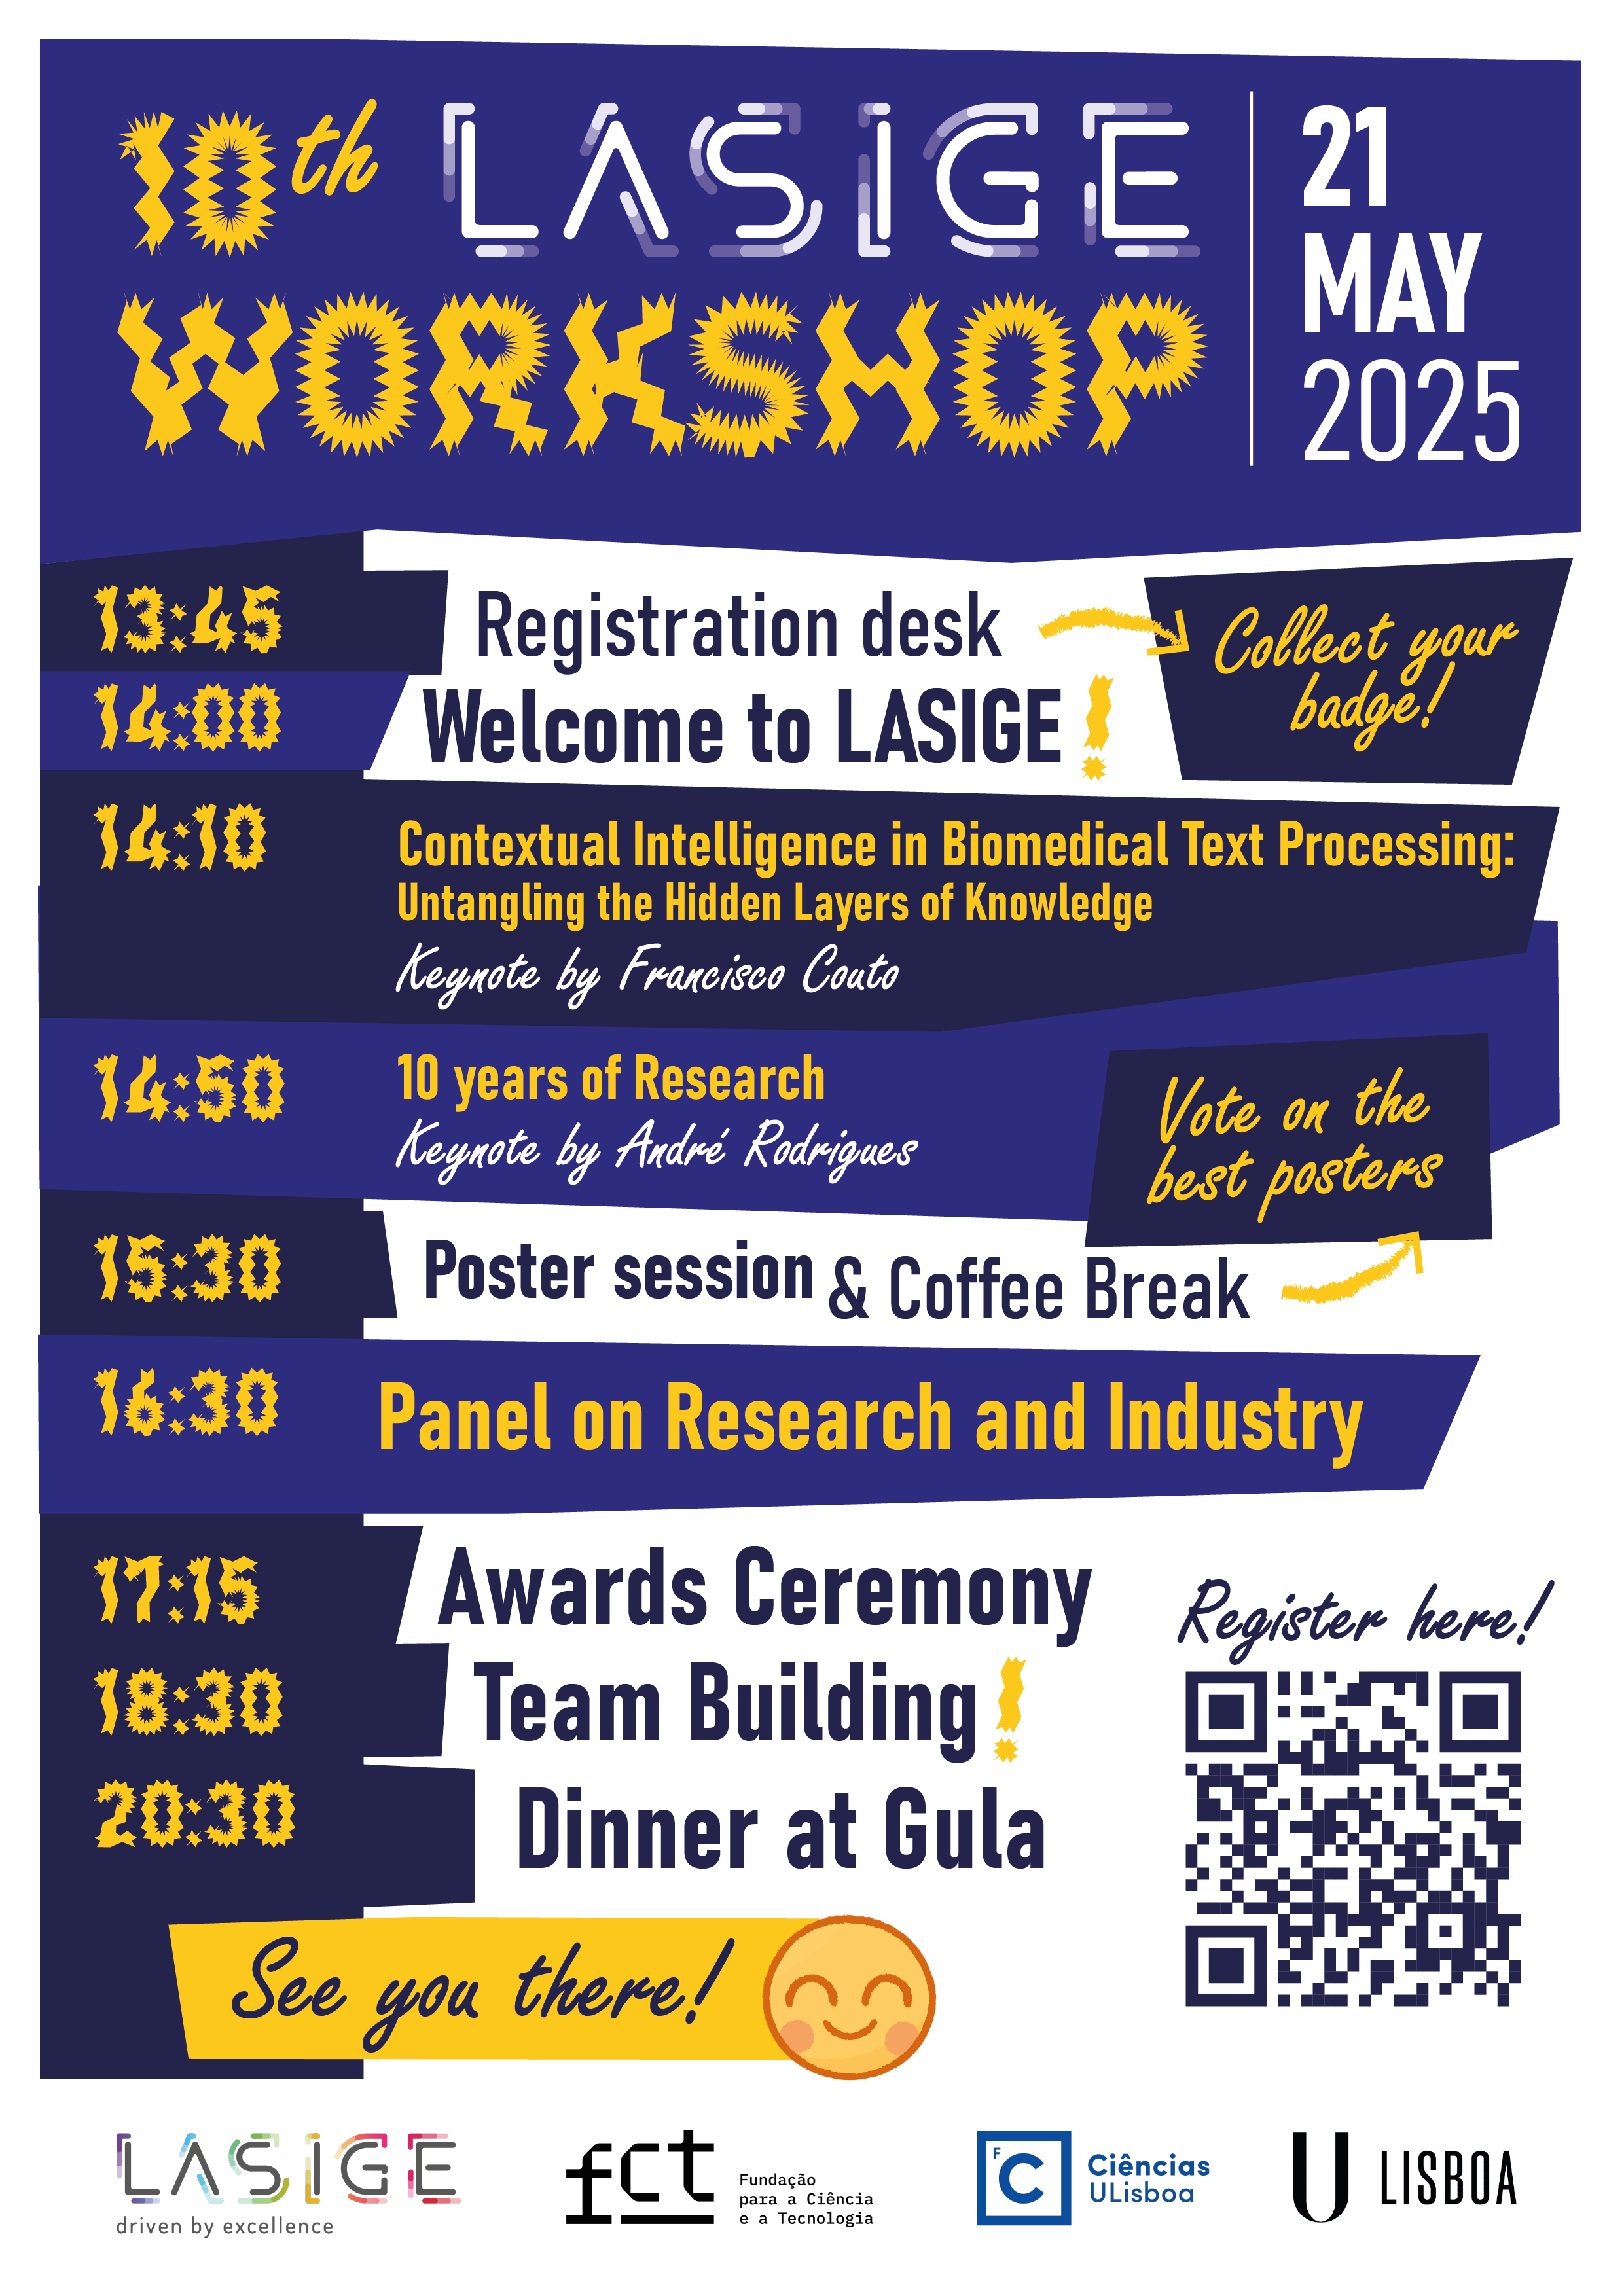 10th LASIGE
WORKSHOP
21
MAY
2025
13:45 Registration desk
Collect your
badge!
14:00 Welcome to LASIGE!
14:10 Contextual Intelligence in Biomedical Text Processing:
Untangling the Hidden Layers of Knowledge
Keynote by Francisco Couto
14:50 10 years of Research
Keynote by André Rodrigues
Vote on the
best posters
15:30 Poster session & Coffee Break
16:30 Panel on Research and Industry
17:15 Awards Ceremony
18:30 Team Building!
20:30 Dinner at Gula
Register here!
See you there!
LASIGE
driven by excellence
fct
Fundação
para a Ciência
e a Tecnologia
F
C
Ciências
ULisboa
U LISBOA